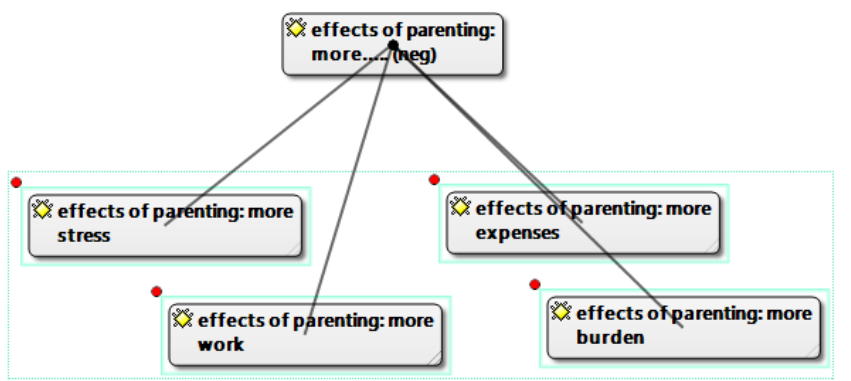 effects of parenting:
more..... (neg)
effects of parenting: more
stress
effects of parenting: more
expenses
effects of parenting: more
work
effects of parenting: more
burden